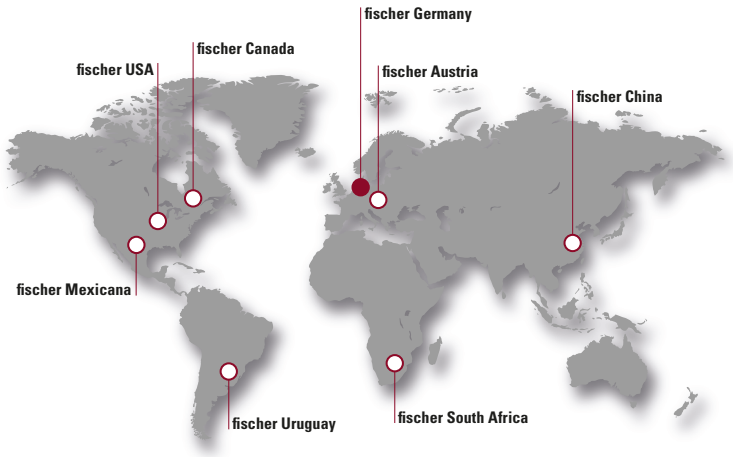 fischer Germany
fischer Canada
fischer USA
fischer Austria
fischer China
fischer Mexicana
fischer South Africa
fischer Uruguay